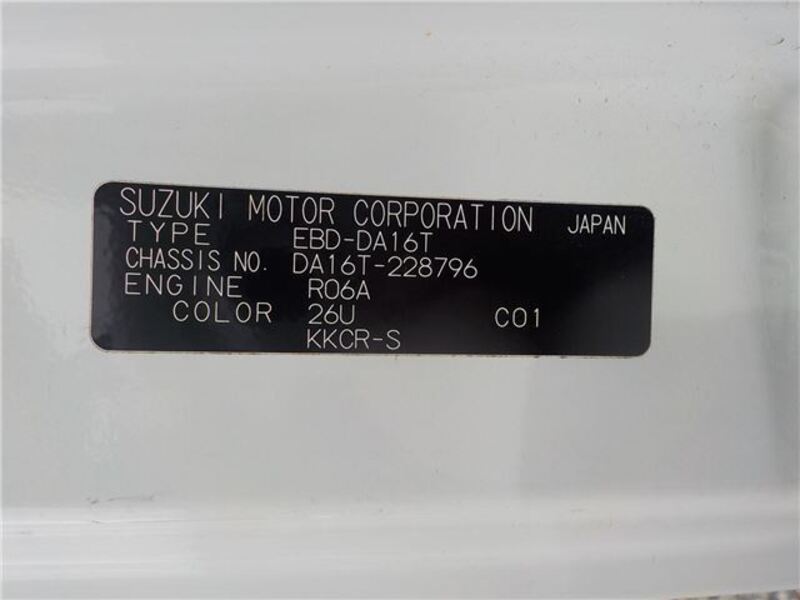 SUZUKI MOTOR CORPORATION JAPAN
TYPE EBD-DA16T
CHASSIS NO. DA16T-228796
ENGINE R06A
COLOR 26U C01
KKCR-S